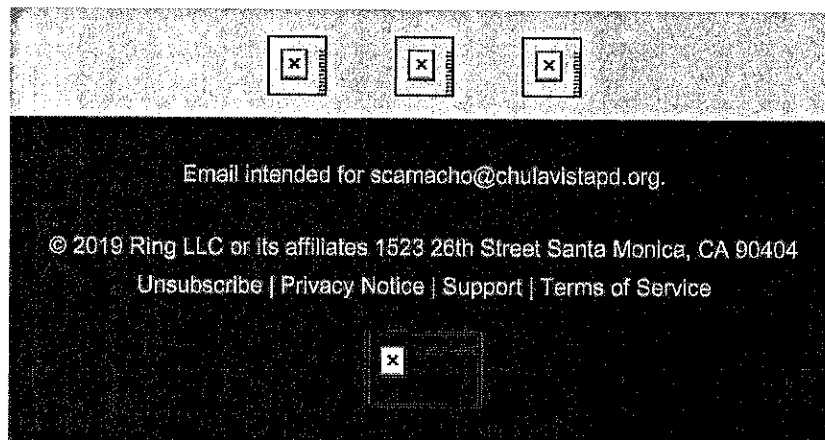 Email intended for scamacho@chulavistapd.org.
© 2019 Ring LLC or its affiliates 1523 26th Street Santa Monica, CA 90404
Unsubscribe | Privacy Notice | Support | Terms of Service